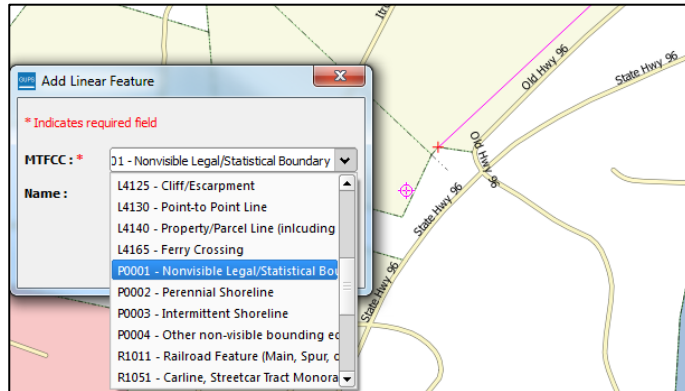 GUPS Add Linear Feature X
* Indicates required field
MTFCC : * 01 - Nonvisible Legal/Statistical Boundary
Name :
L4125 - Cliff/Escarpment
L4130 - Point-to Point Line
L4140 - Property/Parcel Line (inlcuding
L4165 - Ferry Crossing
P0001 - Nonvisible Legal/Statistical Bou
P0002 - Perennial Shoreline
P0003 - Intermittent Shoreline
P0004 - Other non-visible bounding ed
R1011 - Railroad Feature (Main, Spur, o
R1051 - Carline, Streetcar Tract Monora
Old Hwy 96
State Hwy 96
Old Hwy 96
State Hwy 96
State Hwy 96